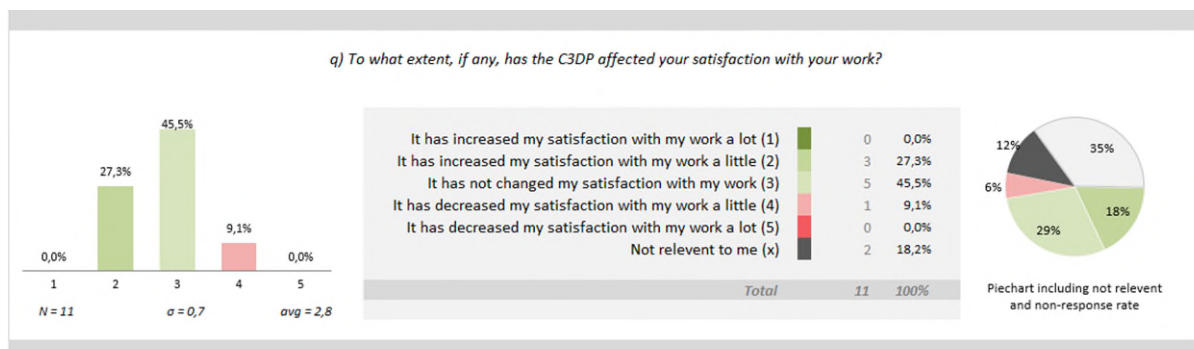 q) To what extent, if any, has the C3DP affected your satisfaction with your work?
0,0%
27,3%
45,5%
9,1%
0,0%
1 2 3 4 5
N = 11 σ = 0,7 avg = 2,8
It has increased my satisfaction with my work a lot (1) 0 0,0%
It has increased my satisfaction with my work a little (2) 3 27,3%
It has not changed my satisfaction with my work (3) 5 45,5%
It has decreased my satisfaction with my work a little (4) 1 9,1%
It has decreased my satisfaction with my work a lot (5) 0 0,0%
Not relevent to me (x) 2 18,2%
Total 11 100%
12%
35%
6%
18%
29%
Piechart including not relevent
and non-response rate